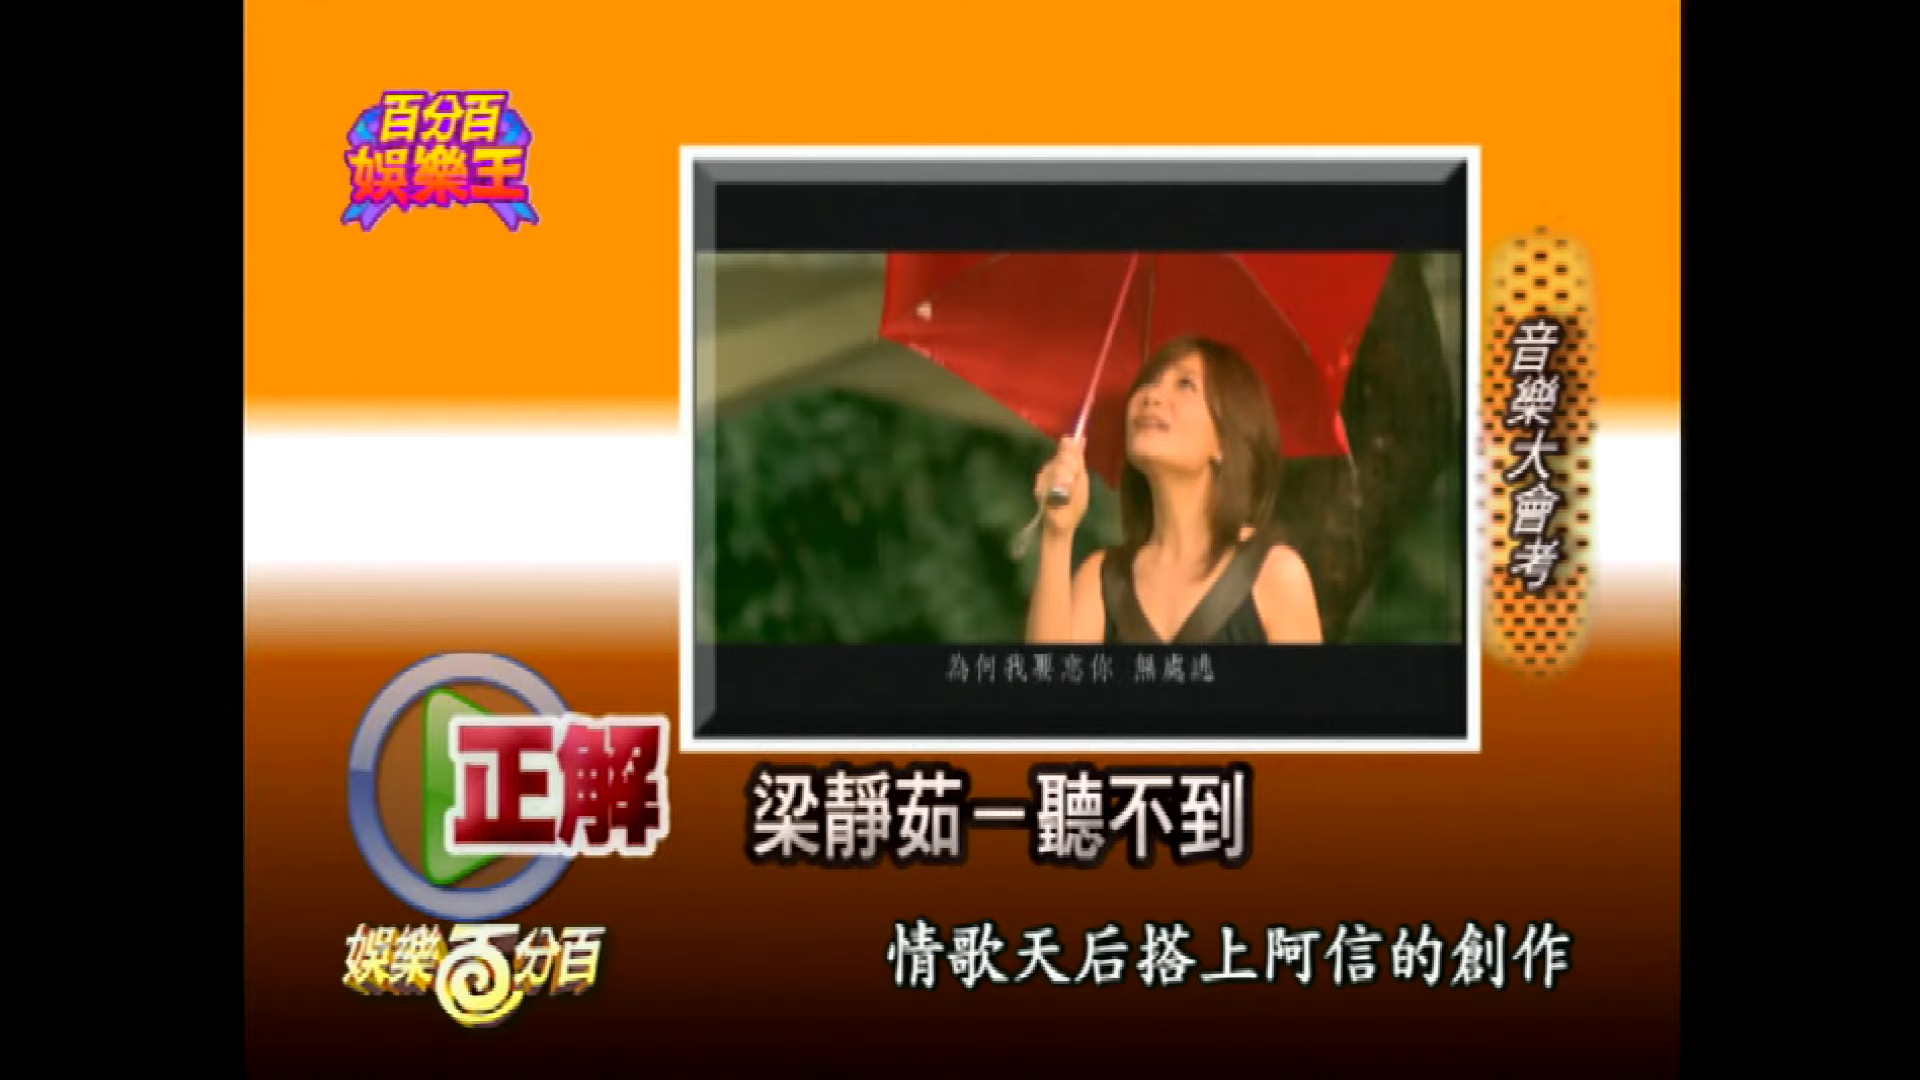 百分百
娛樂王
音樂大會考
為何我要忘你 無處逃
正解
梁靜茹－聽不到
娛樂百分百
情歌天后搭上阿信的創作